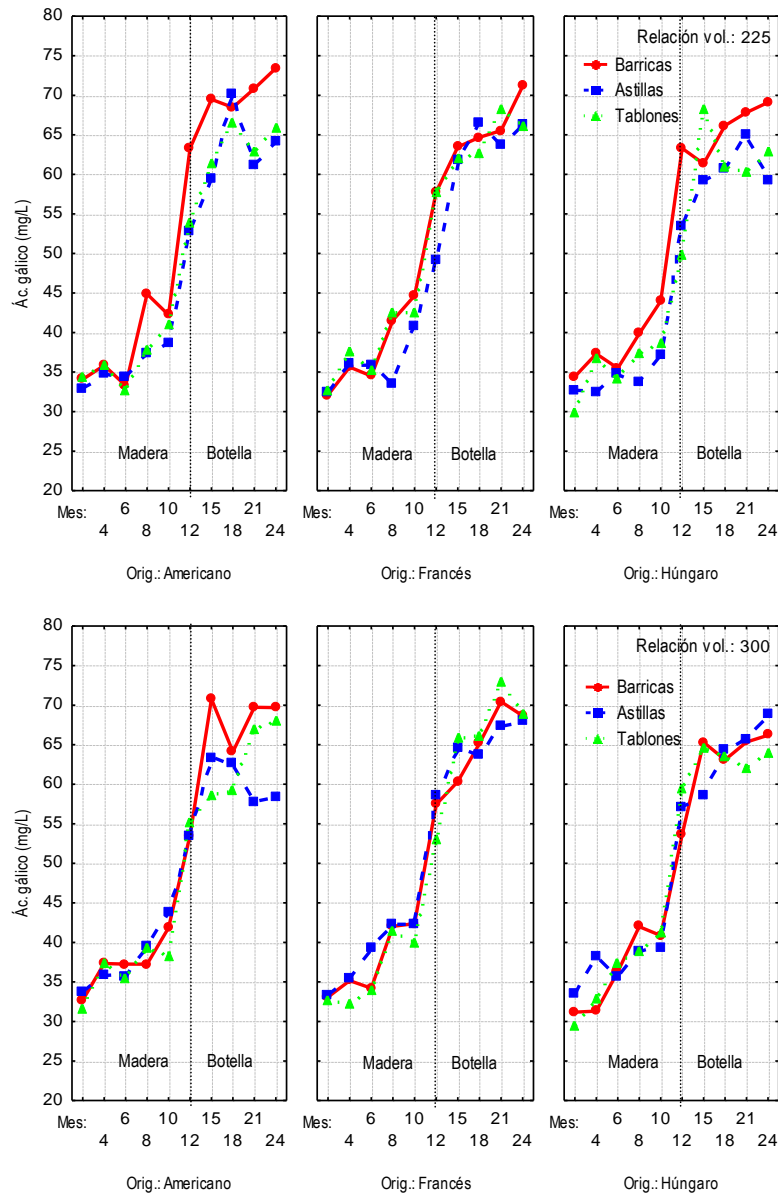 Ác. gálico (mg/L)
80
75
70
65
60
55
50
45
40
35
30
25
20
Relación vol.: 225
Barricas
Astillas
Tablones
Madera Botella
Madera Botella
Madera Botella
Mes: 6 10 15 21 6 10 15 21 6 10 15 21
4 8 12 18 24 4 8 12 18 24 4 8 12 18 24
Orig.: Americano Orig.: Francés Orig.: Húngaro
Ác. gálico (mg/L)
80
75
70
65
60
55
50
45
40
35
30
25
20
Relación vol.: 300
Barricas
Astillas
Tablones
Madera Botella
Madera Botella
Madera Botella
Mes: 6 10 15 21 6 10 15 21 6 10 15 21
4 8 12 18 24 4 8 12 18 24 4 8 12 18 24
Orig.: Americano Orig.: Francés Orig.: Húngaro